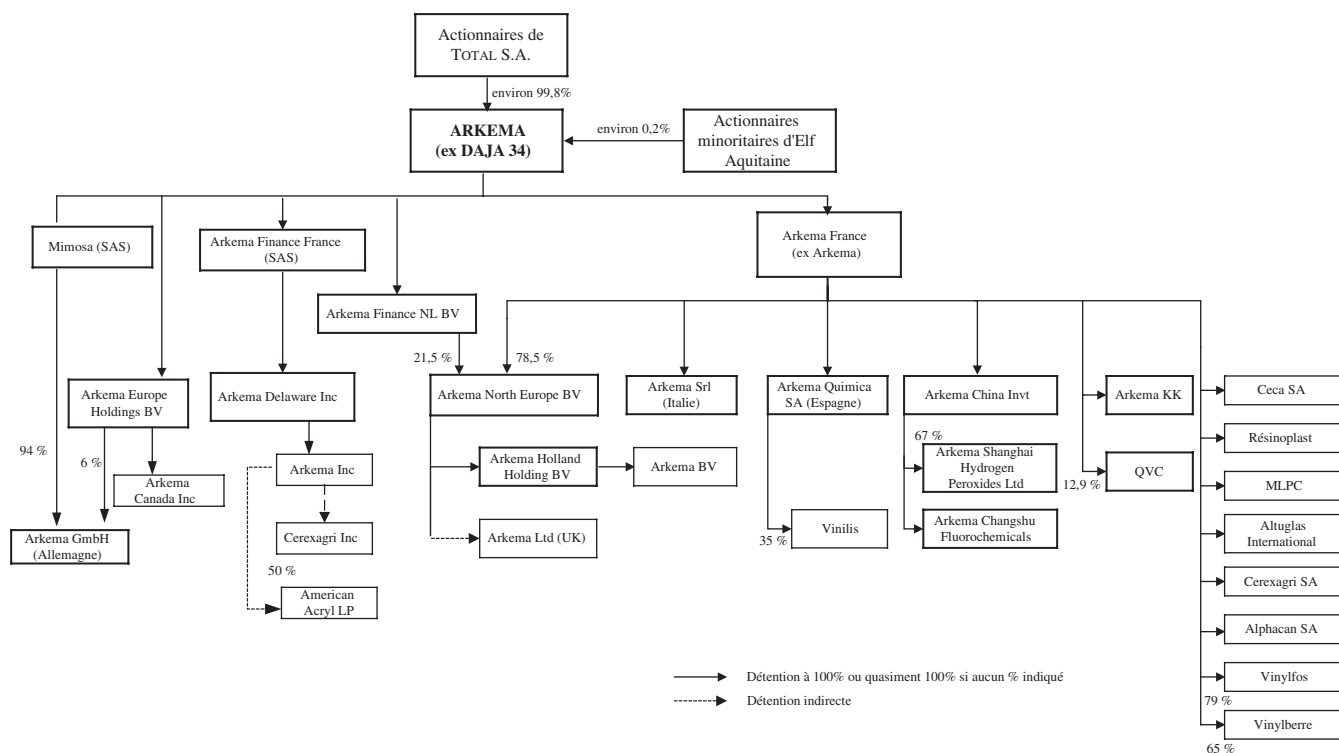 Actionnaires de
TOTAL S.A.
environ 99,8%
ARKEMA
(ex DAJA 34)
environ 0,2%
Actionnaires
minoritaires d'Elf
Aquitaine
Mimosa (SAS)
Arkema Finance France
(SAS)
Arkema France
(ex Arkema)
Arkema Finance NL BV
21,5 %
78,5 %
Arkema Europe
Holdings BV
Arkema Delaware Inc
Arkema North Europe BV
Arkema Srl
(Italie)
Arkema Quimica
SA (Espagne)
Arkema China Invt
Arkema KK
Ceca SA
94 %
6 %
Arkema
Canada Inc
Arkema Inc
Arkema Holland
Holding BV
Arkema BV
67 %
Arkema Shanghai
Hydrogen
Peroxides Ltd
12,9 %
QVC
Résinoplast
MLPC
Arkema GmbH
(Allemagne)
Cerexagri Inc
Arkema Ltd (UK)
35 %
Vinilis
Arkema Changshu
Fluorochemicals
Altuglas
International
50 %
American
Acryl LP
Cerexagri SA
Alphacan SA
Détention à 100% ou quasiment 100% si aucun % indiqué
Détention indirecte
Vinylfos
79 %
Vinylberre
65 %